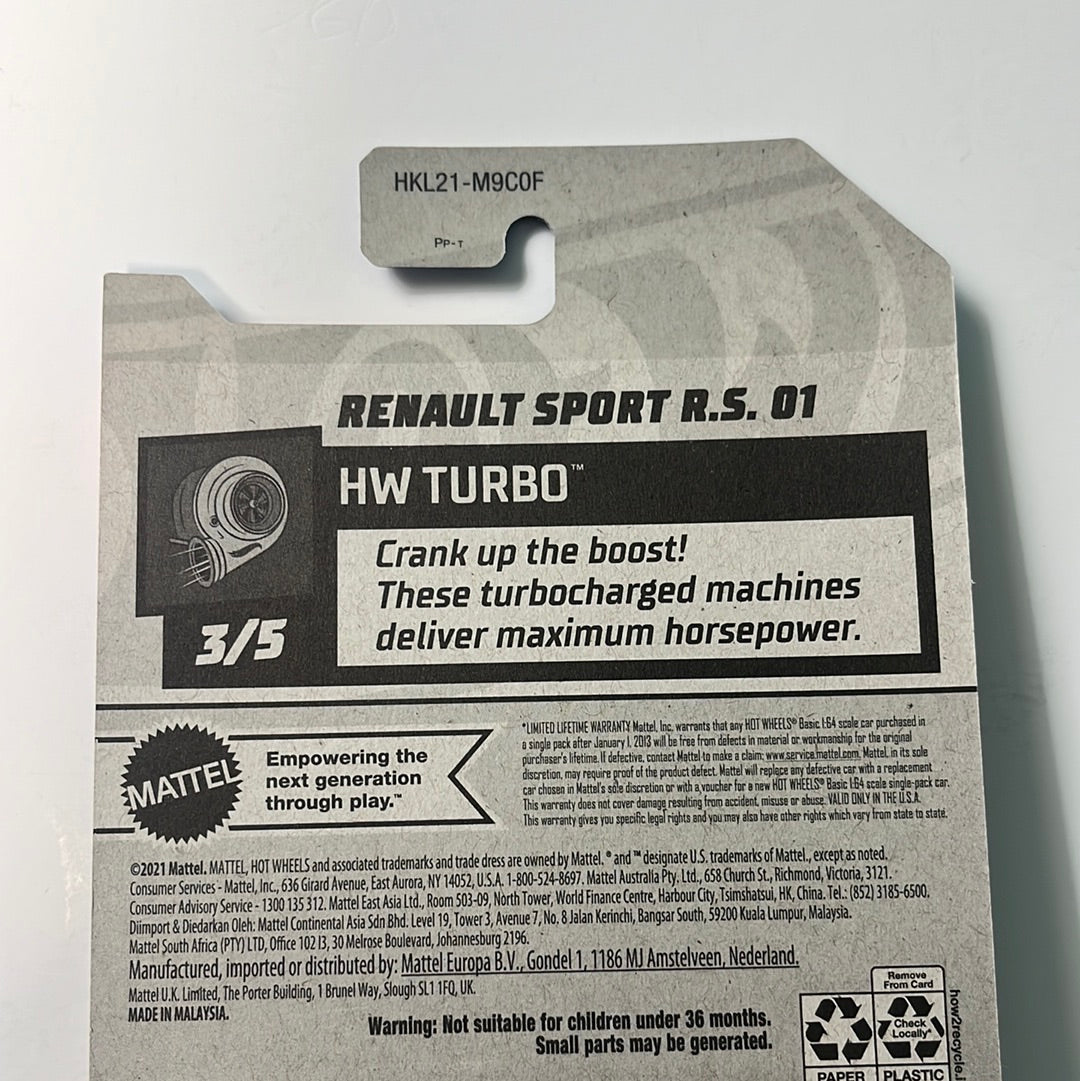 HKL21-M9C0F
PP-T
RENAULT SPORT R.S. 01
HW TURBO™
Crank up the boost!
These turbocharged machines
deliver maximum horsepower.
3/5
MATTEL
Empowering the
next generation
through play.™
*LIMITED LIFETIME WARRANTY Mattel, Inc. warrants that any HOT WHEELS® Basic 1:64 scale car purchased in
a single pack after January 1, 2013 will be free from defects in material or workmanship for the original
purchaser's lifetime. If defective, contact Mattel to make a claim: www.service.mattel.com. Mattel, in its sole
discretion, may require proof of the product defect. Mattel will replace any defective car with a replacement
car chosen in Mattel's sole discretion or with a voucher for a new HOT WHEELS® Basic 1:64 scale single-pack car.
This warranty does not cover damage resulting from accident, misuse or abuse. VALID ONLY IN THE U.S.A.
This warranty gives you specific legal rights and you may also have other rights which vary from state to state.
©2021 Mattel. MATTEL, HOT WHEELS and associated trademarks and trade dress are owned by Mattel. ® and ™ designate U.S. trademarks of Mattel., except as noted.
Consumer Services - Mattel, Inc., 636 Girard Avenue, East Aurora, NY 14052, U.S.A. 1-800-524-8697. Mattel Australia Pty. Ltd., 658 Church St., Richmond, Victoria, 3121.
Consumer Advisory Service - 1300 135 312. Mattel East Asia Ltd., Room 503-09, North Tower, World Finance Centre, Harbour City, Tsimshatsui, HK, China. Tel.: (852) 3185-6500.
Diimport & Diedarkan Oleh: Mattel Continental Asia Sdn Bhd. Level 19, Tower 3, Avenue 7, No. 8 Jalan Kerinchi, Bangsar South, 59200 Kuala Lumpur, Malaysia.
Mattel South Africa (PTY) LTD, Office 102 I3, 30 Melrose Boulevard, Johannesburg 2196.
Manufactured, imported or distributed by: Mattel Europa B.V., Gondel 1, 1186 MJ Amstelveen, Nederland.
Mattel U.K. Limited, The Porter Building, 1 Brunel Way, Slough SL1 1FQ, UK.
MADE IN MALAYSIA.
Warning: Not suitable for children under 36 months.
Small parts may be generated.
Remove
From Card
Check
Locally*
PAPER
PLASTIC
how2recycle.